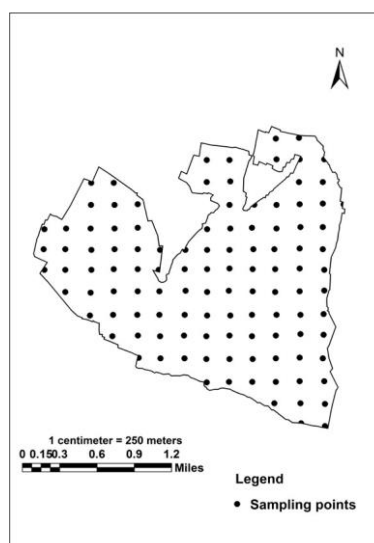 N
1 centimeter = 250 meters
0 0.15 0.3 0.6 0.9 1.2
Miles
Legend
Sampling points